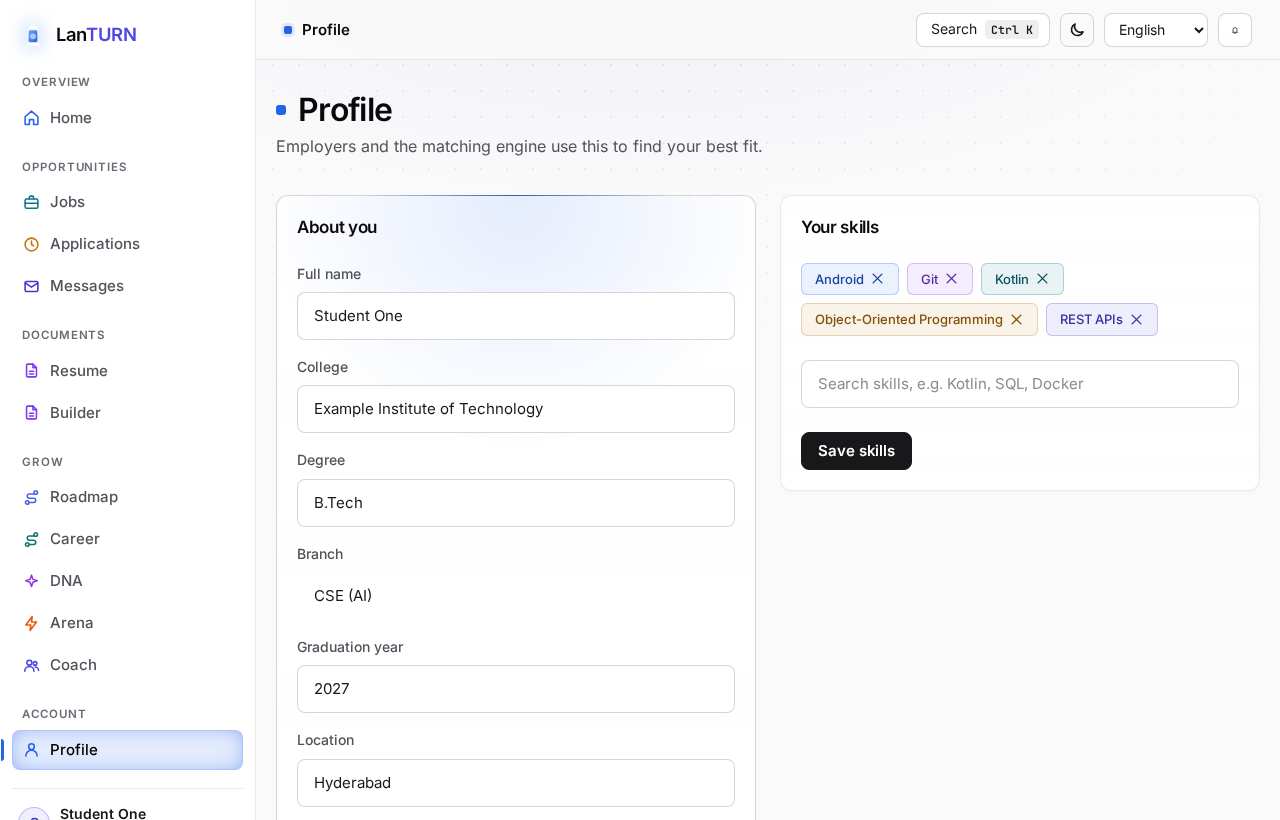 LanTURN
OVERVIEW
Home
OPPORTUNITIES
Jobs
Applications
Messages
DOCUMENTS
Resume
Builder
GROW
Roadmap
Career
DNA
Arena
Coach
ACCOUNT
Profile
Student One
Profile
Search Ctrl K
English
Profile
Employers and the matching engine use this to find your best fit.
About you
Full name
Student One
College
Example Institute of Technology
Degree
B.Tech
Branch
CSE (AI)
Graduation year
2027
Location
Hyderabad
Your skills
Android
Git
Kotlin
Object-Oriented Programming
REST APIs
Search skills, e.g. Kotlin, SQL, Docker
Save skills